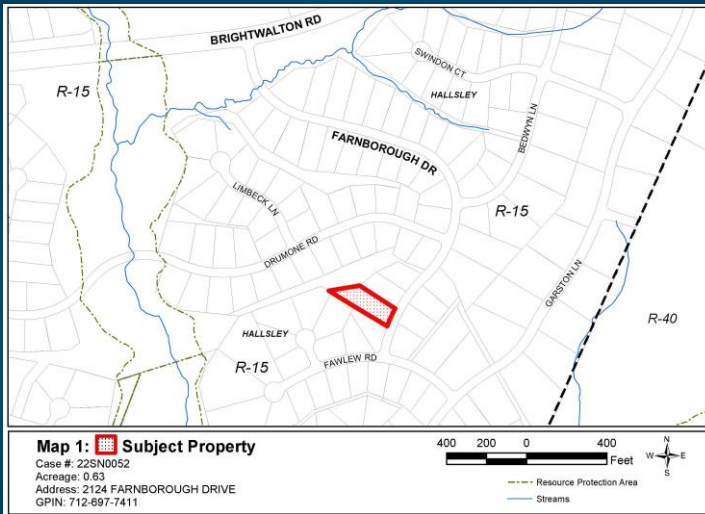 BRIGHTWALTON RD
SWINDON CT
R-15
HALLSLEY
BEDWYN LN
FARNBOROUGH DR
LIMBECK LN
R-15
DRUMONE RD
GARSTON LN
R-40
HALLSLEY
FAWLEW RD
R-15
Map 1: Subject Property
Case #: 22SN0052
Acreage: 0.63
Address: 2124 FARNBOROUGH DRIVE
GPIN: 712-697-7411
400 200 0 400
Feet
N
W E
S
Resource Protection Area
Streams